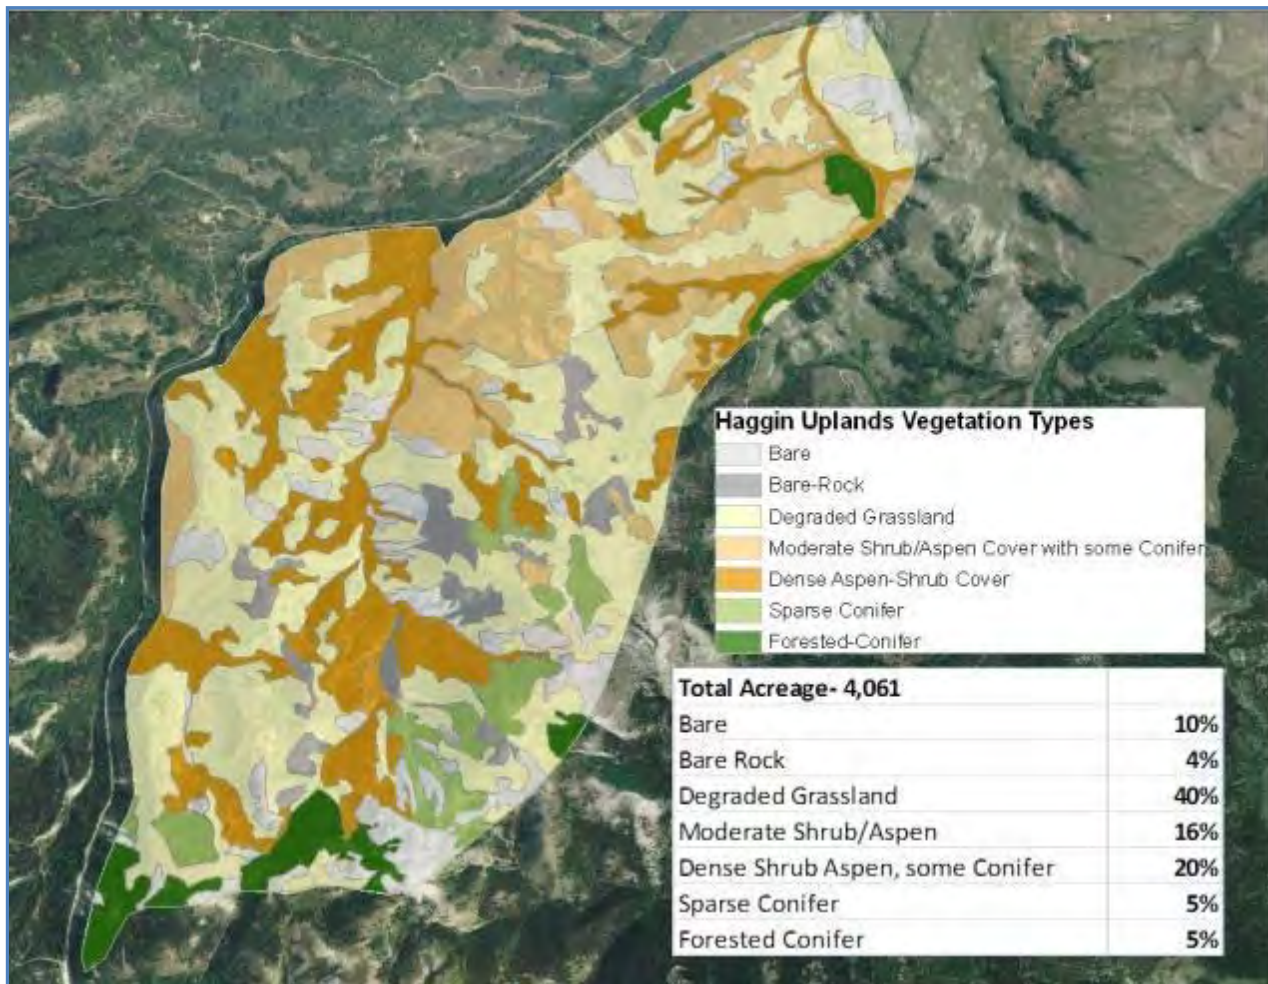 Haggin Uplands Vegetation Types
Bare
Bare-Rock
Degraded Grassland
Moderate Shrub/Aspen Cover with some Conifer
Dense Aspen-Shrub Cover
Sparse Conifer
Forested-Conifer
Total Acreage- 4,061
Bare 10%
Bare Rock 4%
Degraded Grassland 40%
Moderate Shrub/Aspen 16%
Dense Shrub Aspen, some Conifer 20%
Sparse Conifer 5%
Forested Conifer 5%